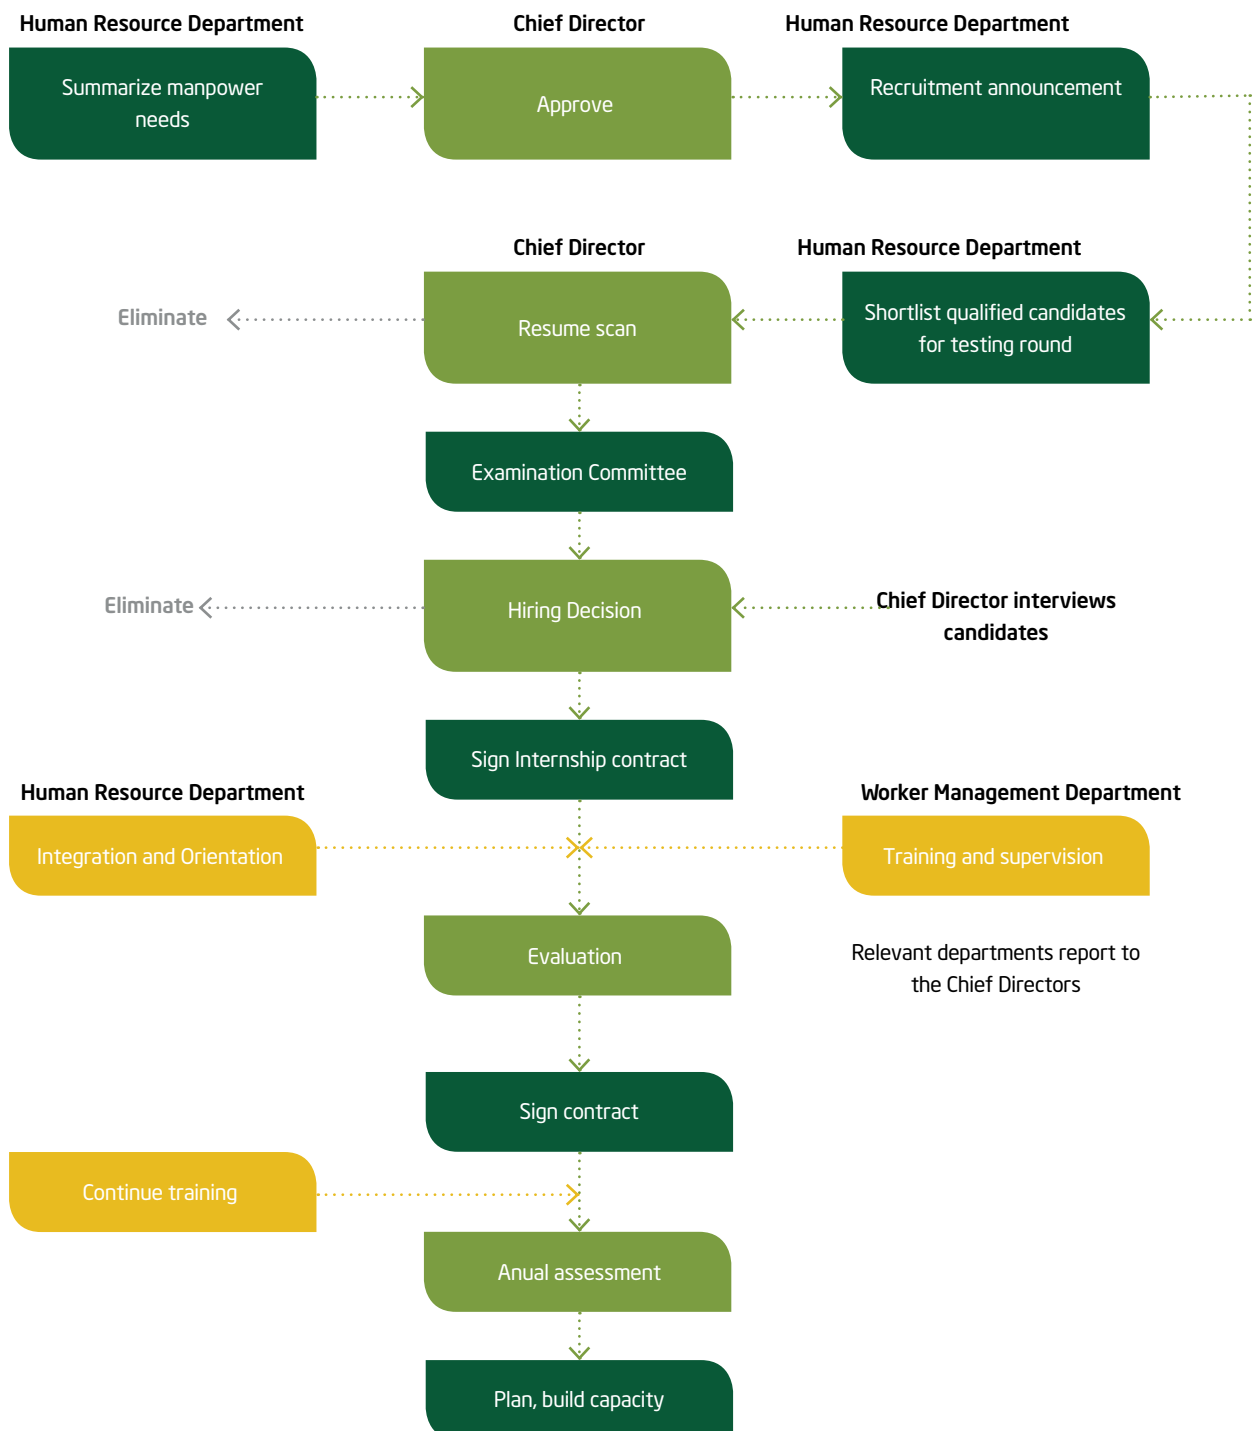 Human Resource Department
Chief Director
Human Resource Department
Summarize manpower
needs
Approve
Recruitment announcement
Chief Director
Human Resource Department
Eliminate
Resume scan
Shortlist qualified candidates
for testing round
Examination Committee
Eliminate
Hiring Decision
Chief Director interviews
candidates
Sign Internship contract
Human Resource Department
Worker Management Department
Integration and Orientation
Training and supervision
Evaluation
Relevant departments report to
the Chief Directors
Sign contract
Continue training
Anual assessment
Plan, build capacity